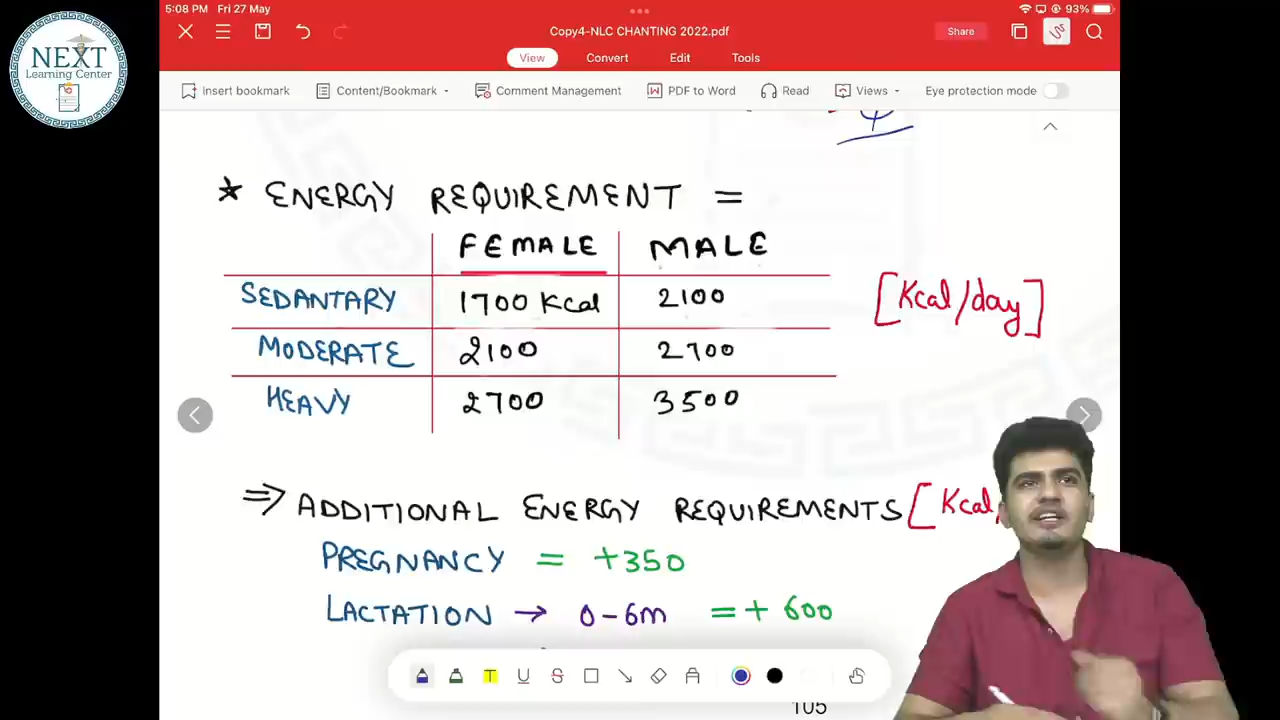 5:08 PM Fri 27 May
93%
NEXT
Learning Center
Copy4-NLC CHANTING 2022.pdf
Share
View
Convert
Edit
Tools
Insert bookmark
Content/Bookmark
Comment Management
PDF to Word
Read
Views
Eye protection mode
* ENERGY REQUIREMENT =
FEMALE MALE
SEDANTARY 1700 Kcal 2100
[Kcal/day]
MODERATE 2100 2700
HEAVY 2700 3500
⇒ ADDITIONAL ENERGY REQUIREMENTS [Kcal
PREGNANCY = +350
LACTATION → 0-6m = + 600
T U S
105